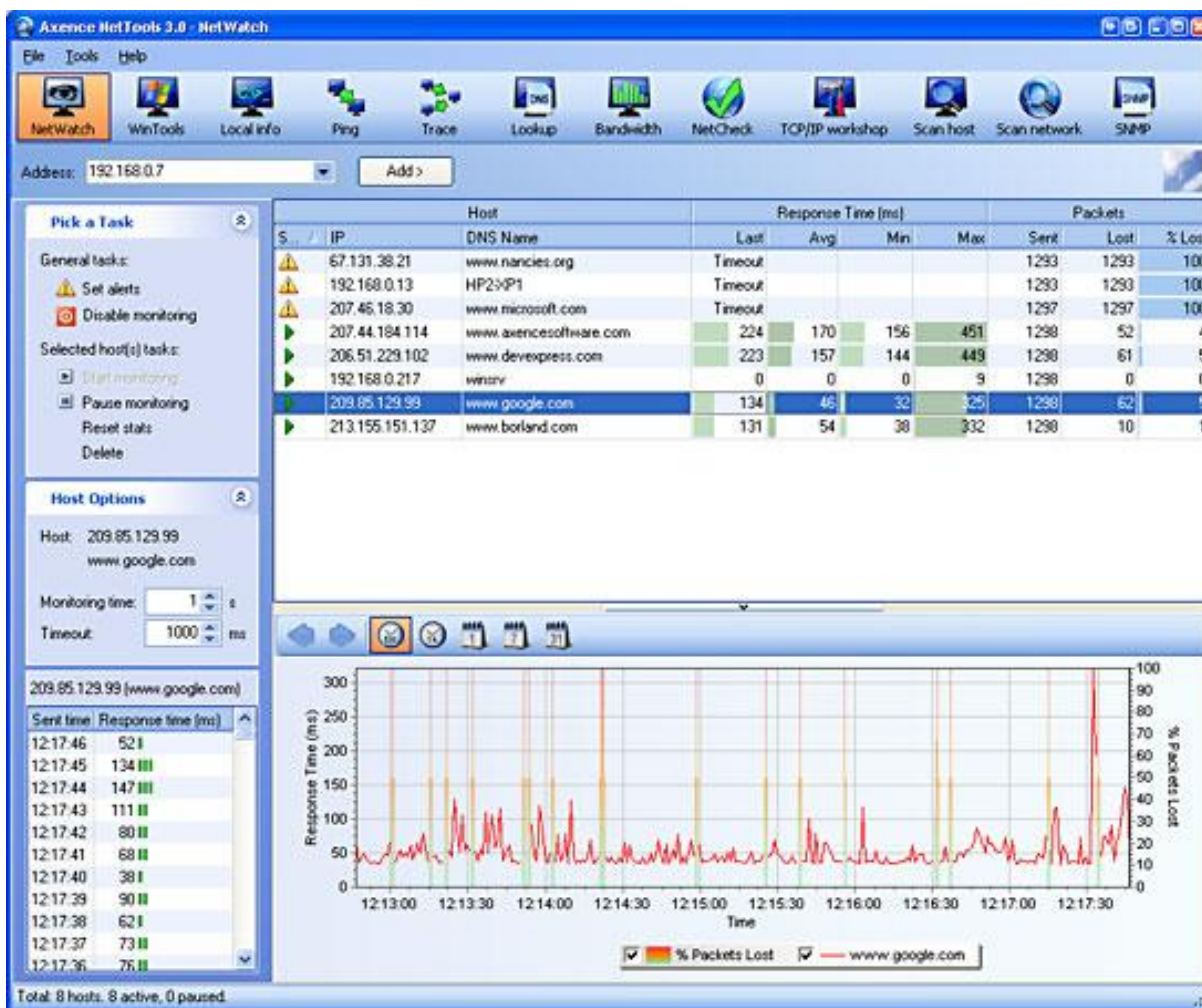 Axence NetTools 3.0 - NetWatch
File Tools Help
NetWatch WinTools Local info Ping Trace Lookup Bandwidth NetCheck TCP/IP workshop Scan host Scan network SNMP
Address: 192.168.0.7 Add >
Pick a Task
General tasks:
Set alerts
Disable monitoring
Selected host(s) tasks:
Start monitoring
Pause monitoring
Reset stats
Delete
Host Options
Host: 209.85.129.99
www.google.com
Monitoring time: 1 s
Timeout: 1000 ms
209.85.129.99 (www.google.com)
Sent time Response time (ms)
12:17:46 52
12:17:45 134
12:17:44 147
12:17:43 111
12:17:42 80
12:17:41 68
12:17:40 38
12:17:39 90
12:17:38 62
12:17:37 73
12:17:36 76
Host Response Time (ms) Packets
S... IP DNS Name Last Avg Min Max Sent Lost % Los
67.131.38.21 www.nancies.org Timeout 1293 1293 100
192.168.0.13 HP2-XP1 Timeout 1293 1293 100
207.46.18.30 www.microsoft.com Timeout 1297 1297 100
207.44.184.114 www.axencesoftware.com 224 170 156 451 1298 52
206.51.229.102 www.devexpress.com 223 157 144 449 1298 61
192.168.0.217 winsrv 0 0 0 9 1298 0
209.85.129.99 www.google.com 134 46 32 325 1298 62
213.155.151.137 www.borland.com 131 54 38 332 1298 10
1 7 31
Response Time (ms)
300
250
200
150
100
50
0
100
90
80
70
60
50
40
30
20
10
0
% Packets Lost
12:13:00 12:13:30 12:14:00 12:14:30 12:15:00 12:15:30 12:16:00 12:16:30 12:17:00 12:17:30
Time
% Packets Lost www.google.com
Total: 8 hosts. 8 active, 0 paused.